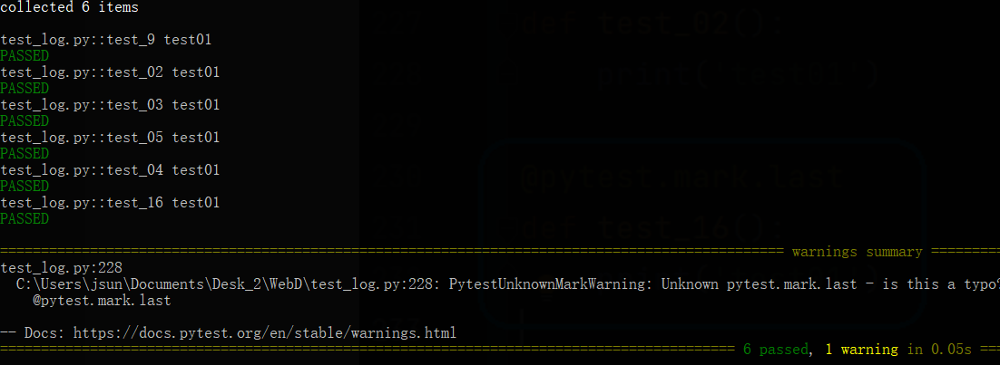 collected 6 items
test_log.py::test_9 test01
PASSED
test_log.py::test_02 test01
PASSED
test_log.py::test_03 test01
PASSED
test_log.py::test_05 test01
PASSED
test_log.py::test_04 test01
PASSED
test_log.py::test_16 test01
PASSED
======== warnings summary ========
test_log.py:228
C:\Users\jsun\Documents\Desk_2\WebD\test_log.py:228: PytestUnknownMarkWarning: Unknown pytest.mark.last - is this a typo?
@pytest.mark.last
-- Docs: https://docs.pytest.org/en/stable/warnings.html
======== 6 passed, 1 warning in 0.05s ========
def test_02():
@pytest.mark.last
def test_16():